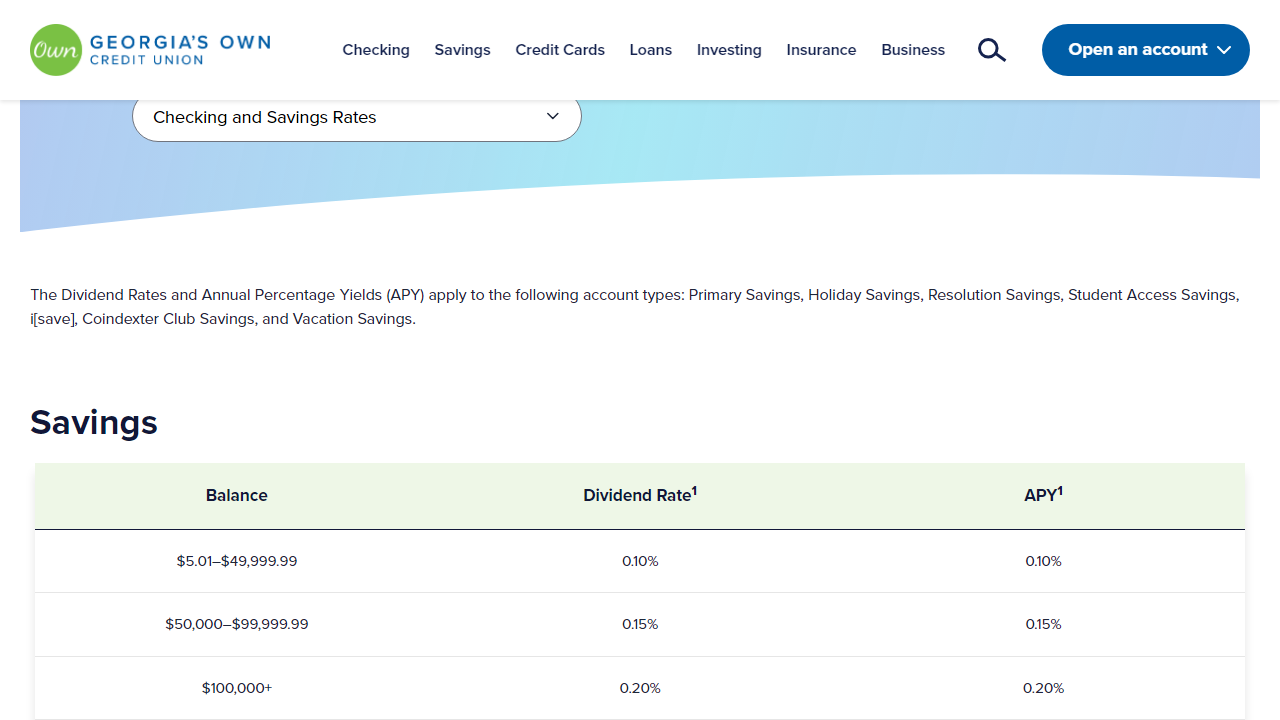 Own GEORGIA'S OWN
CREDIT UNION
Checking Savings Credit Cards Loans Investing Insurance Business Open an account
Checking and Savings Rates
The Dividend Rates and Annual Percentage Yields (APY) apply to the following account types: Primary Savings, Holiday Savings, Resolution Savings, Student Access Savings,
i[save], Coindexter Club Savings, and Vacation Savings.
Savings
Balance Dividend Rate¹ APY¹
$5.01–$49,999.99 0.10% 0.10%
$50,000–$99,999.99 0.15% 0.15%
$100,000+ 0.20% 0.20%